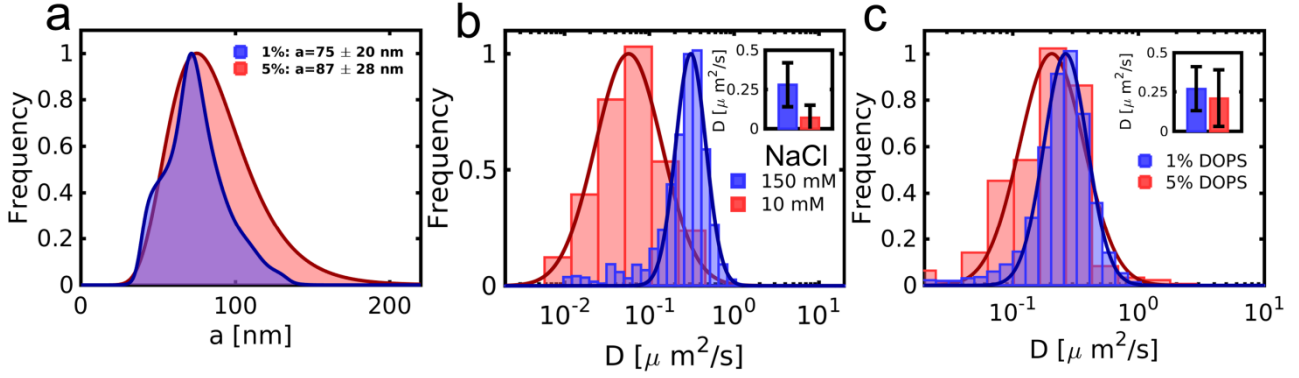 a
1%: a=75 ± 20 nm
5%: a=87 ± 28 nm
Frequency
1
0.8
0.6
0.4
0.2
0
0
100
200
a [nm]
b
Frequency
1
0.5
0
10⁻²
10⁻¹
10⁰
10¹
D [μ m²/s]
0.5
0.25
0
D [μ m²/s]
NaCl
150 mM
10 mM
c
Frequency
1
0.8
0.6
0.4
0.2
0
10⁻¹
10⁰
10¹
D [μ m²/s]
0.5
0.25
0
D [μ m²/s]
1% DOPS
5% DOPS